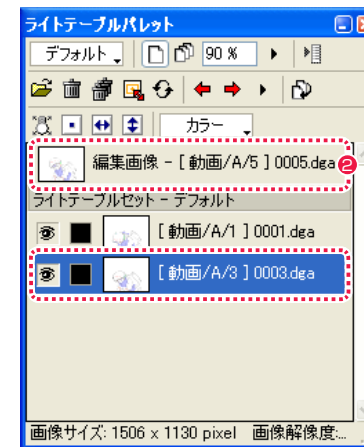 ライトテーブルパレット
デフォルト 90 %
カラー
編集画像 - [ 動画/A/5 ] 0005.dga
2
ライトテーブルセット - デフォルト
[ 動画/A/1 ] 0001.dga
[ 動画/A/3 ] 0003.dga
画像サイズ: 1506 x 1130 pixel 画像解像度:...